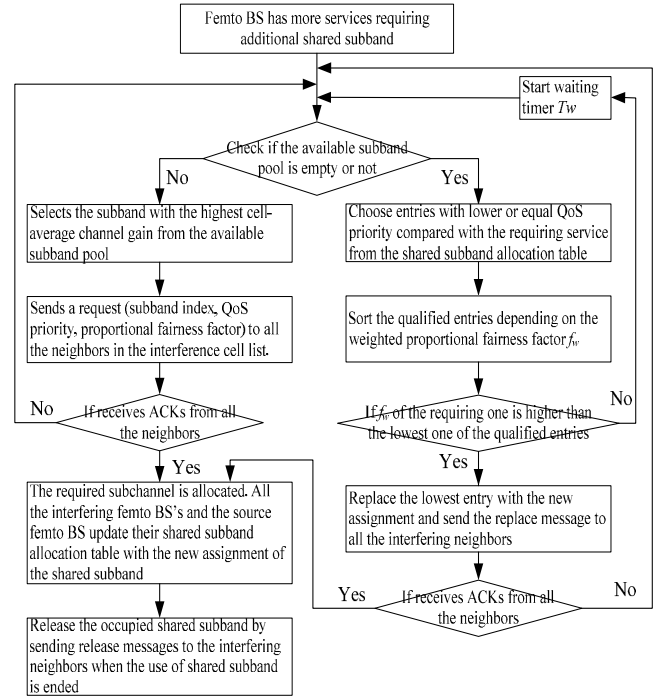 Femto BS has more services requiring
additional shared subband
Start waiting
timer Tw
Check if the available subband
pool is empty or not
No
Yes
Selects the subband with the highest cell-
average channel gain from the available
subband pool
Choose entries with lower or equal QoS
priority compared with the requiring service
from the shared subband allocation table
Sends a request (subband index, QoS
priority, proportional fairness factor) to all
the neighbors in the interference cell list.
Sort the qualified entries depending on the
weighted proportional fairness factor fw
No
If receives ACKs from all
the neighbors
No
If fw of the requiring one is higher than
the lowest one of the qualified entries
Yes
Yes
The required subchannel is allocated. All
the interfering femto BS's and the source
femto BS update their shared subband
allocation table with the new assignment of
the shared subband
Replace the lowest entry with the new
assignment and send the replace message to
all the interfering neighbors
Yes
If receives ACKs from all
the neighbors
No
Release the occupied shared subband by
sending release messages to the interfering
neighbors when the use of shared subband
is ended